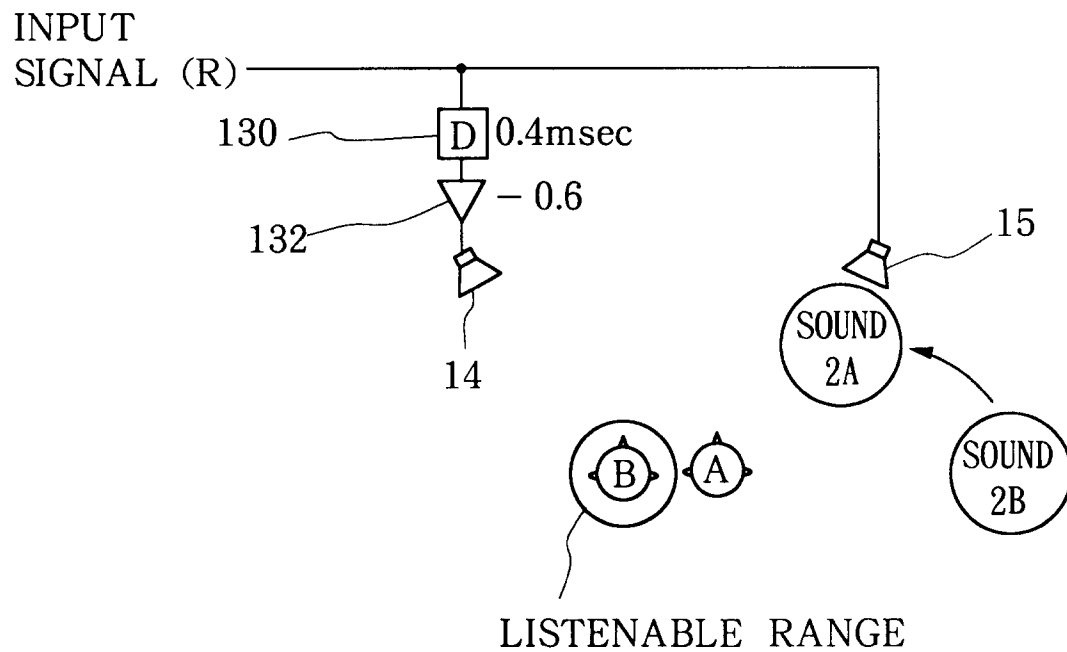 INPUT
SIGNAL (R)
130
D
0.4msec
− 0.6
132
15
14
SOUND
2A
SOUND
2B
B
A
LISTENABLE RANGE